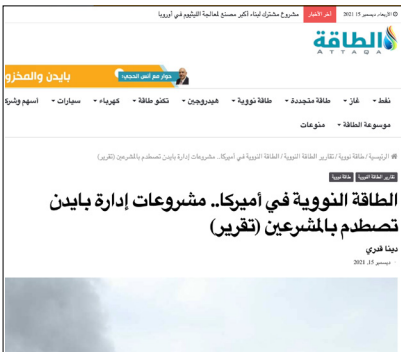 الأربعاء, ديسمبر 15 2021
أخر الأخبار
مشروع مشترك لبناء أكبر مصنع لمعالجة الليثيوم في أوروبا
الطاقة
ATTAQA
حوار مع أنس الحجي:
بايدن والمخزو
نفط
غاز
طاقة متجددة
طاقة نووية
هيدروجين
تكنو طاقة
كهرباء
سيارات
أسهم وشركا
موسوعة الطاقة
منوعات
الرئيسية / طاقة نووية / تقارير الطاقة النووية / الطاقة النووية في أميركا.. مشروعات إدارة بايدن تصطدم بالمشرعين (تقرير)
تقارير الطاقة النووية
طاقة نووية
الطاقة النووية في أميركا.. مشروعات إدارة بايدن
تصطدم بالمشرعين (تقرير)
دينا قدري
ديسمبر 15, 2021